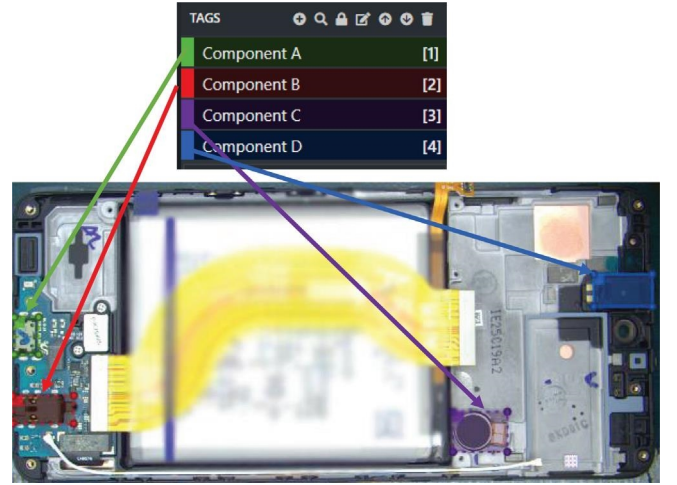 TAGS
Component A [1]
Component B [2]
Component C [3]
Component D [4]
1E25C19A2